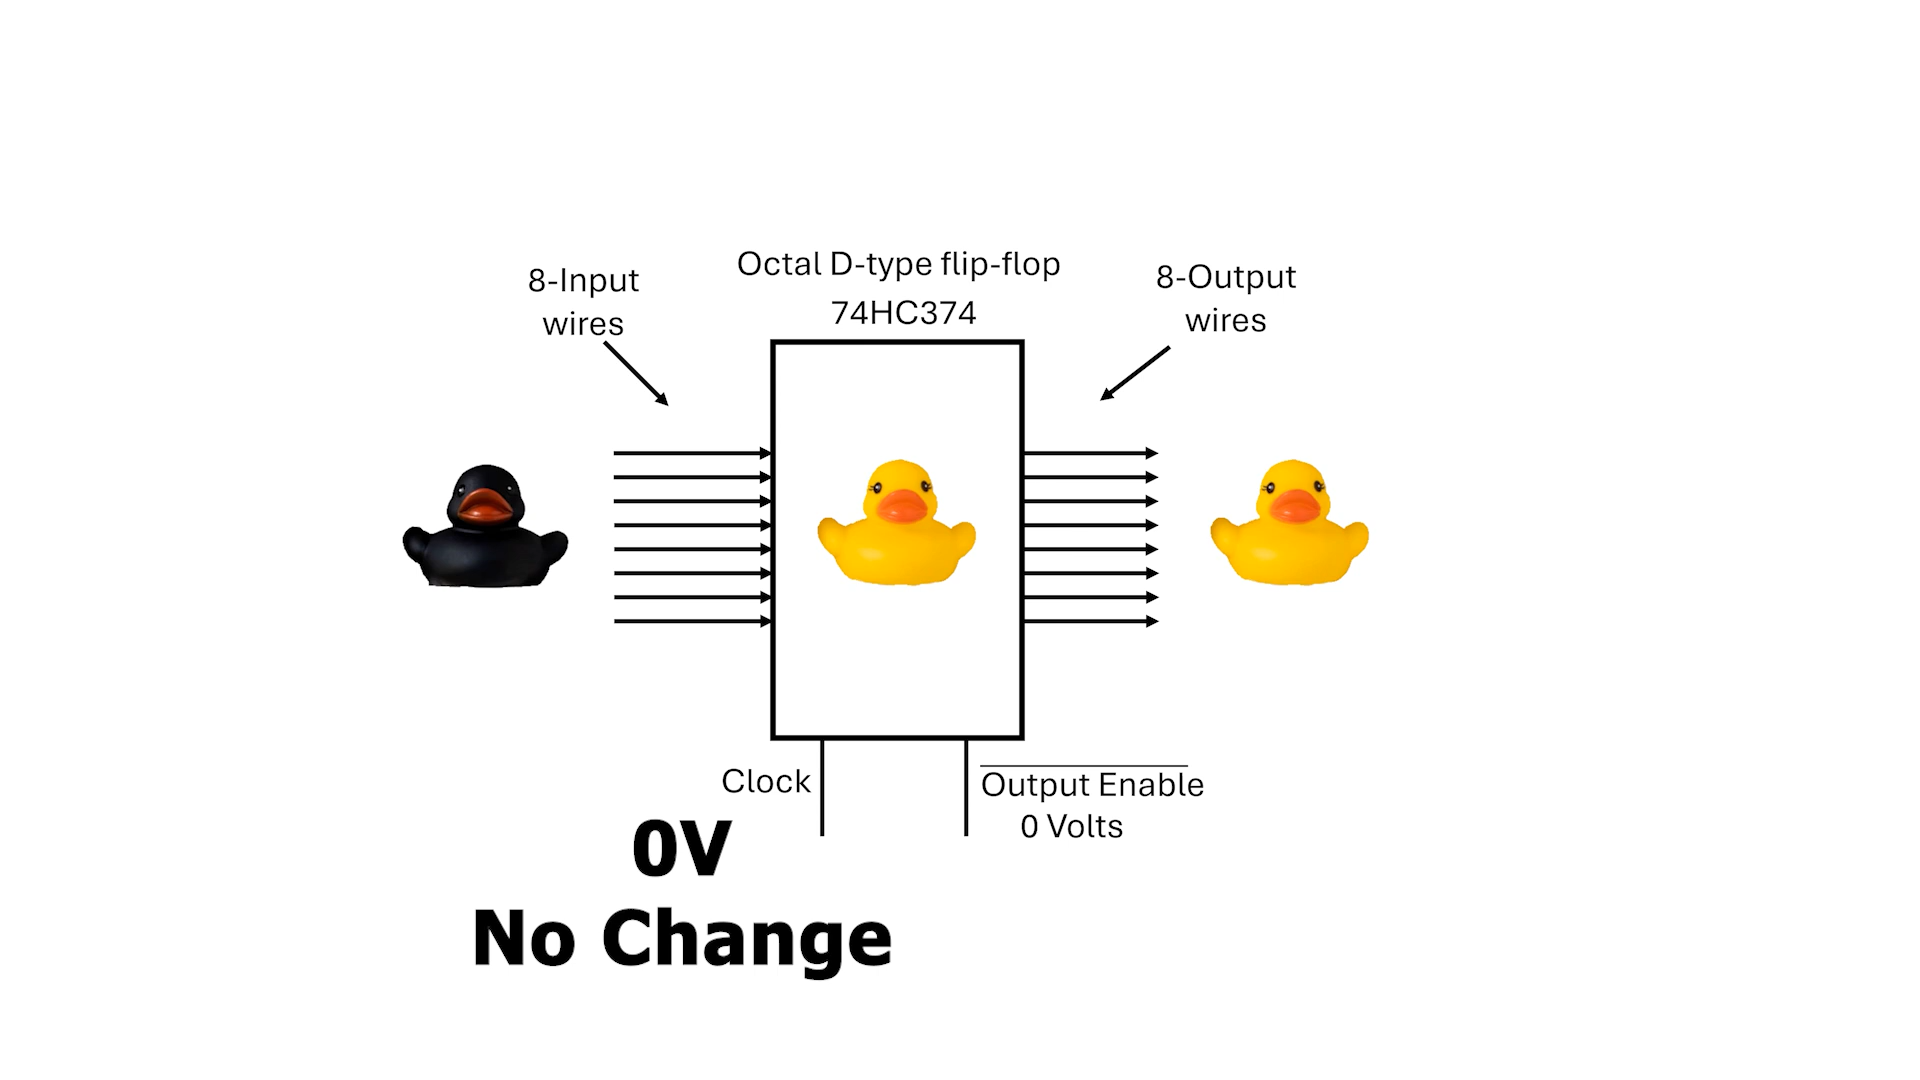 8-Input
wires
Octal D-type flip-flop
74HC374
8-Output
wires
Clock
Output Enable
0 Volts
0V
No Change